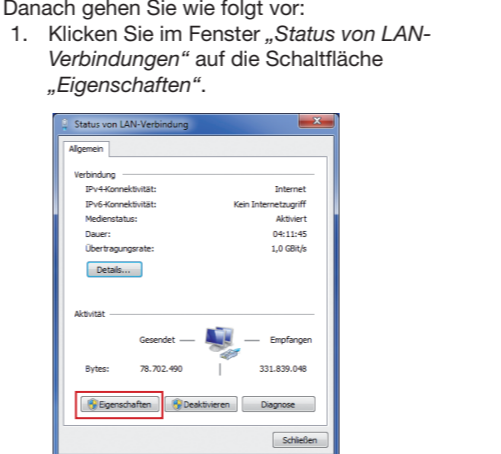 Danach gehen Sie wie folgt vor:
1. Klicken Sie im Fenster „Status von LAN-
Verbindungen“ auf die Schaltfläche
„Eigenschaften“.
Status von LAN-Verbindung
Allgemein
Verbindung
IPv4-Konnektivität: Internet
IPv6-Konnektivität: Kein Internetzugriff
Medienstatus: Aktiviert
Dauer: 04:11:45
Übertragungsrate: 1,0 GBit/s
Details...
Aktivität
Gesendet — — Empfangen
Bytes: 78.702.490 | 331.839.048
Eigenschaften Deaktivieren Diagnose
Schließen